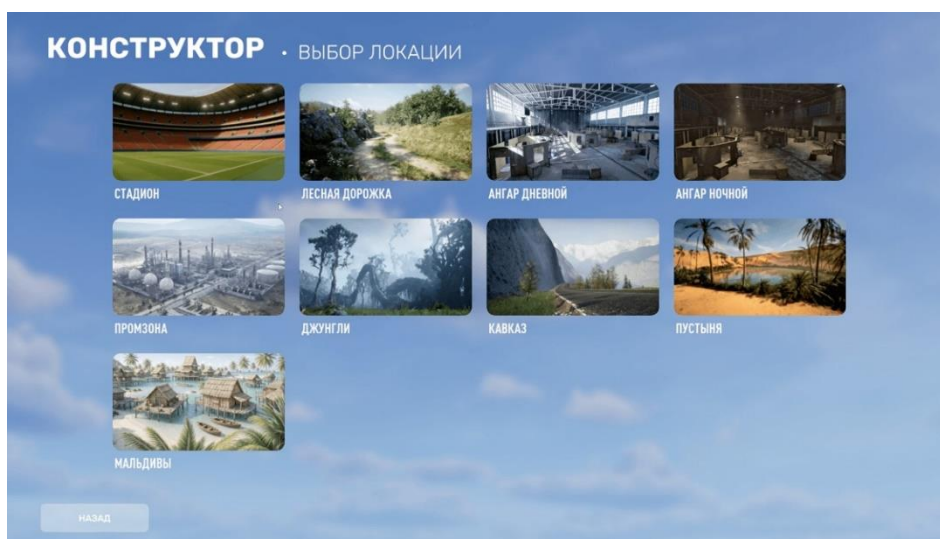 КОНСТРУКТОР · ВЫБОР ЛОКАЦИИ
СТАДИОН
ЛЕСНАЯ ДОРОЖКА
АНГАР ДНЕВНОЙ
АНГАР НОЧНОЙ
ПРОМЗОНА
ДЖУНГЛИ
КАВКАЗ
ПУСТЫНЯ
МАЛЬДИВЫ
НАЗАД